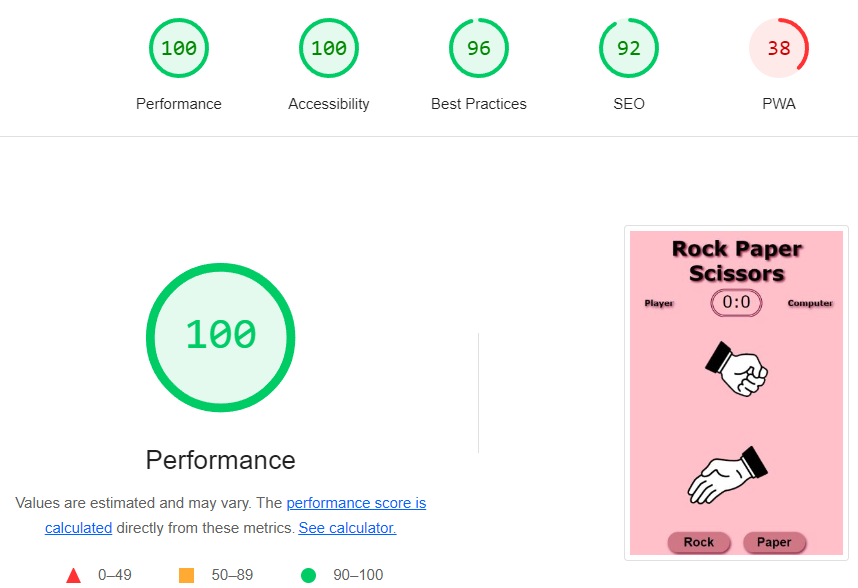 100 100 96 92 38
Performance Accessibility Best Practices SEO PWA
100
Performance
Values are estimated and may vary. The performance score is
calculated directly from these metrics. See calculator.
0–49 50–89 90–100
Rock Paper
Scissors
Player 0:0 Computer
Rock Paper